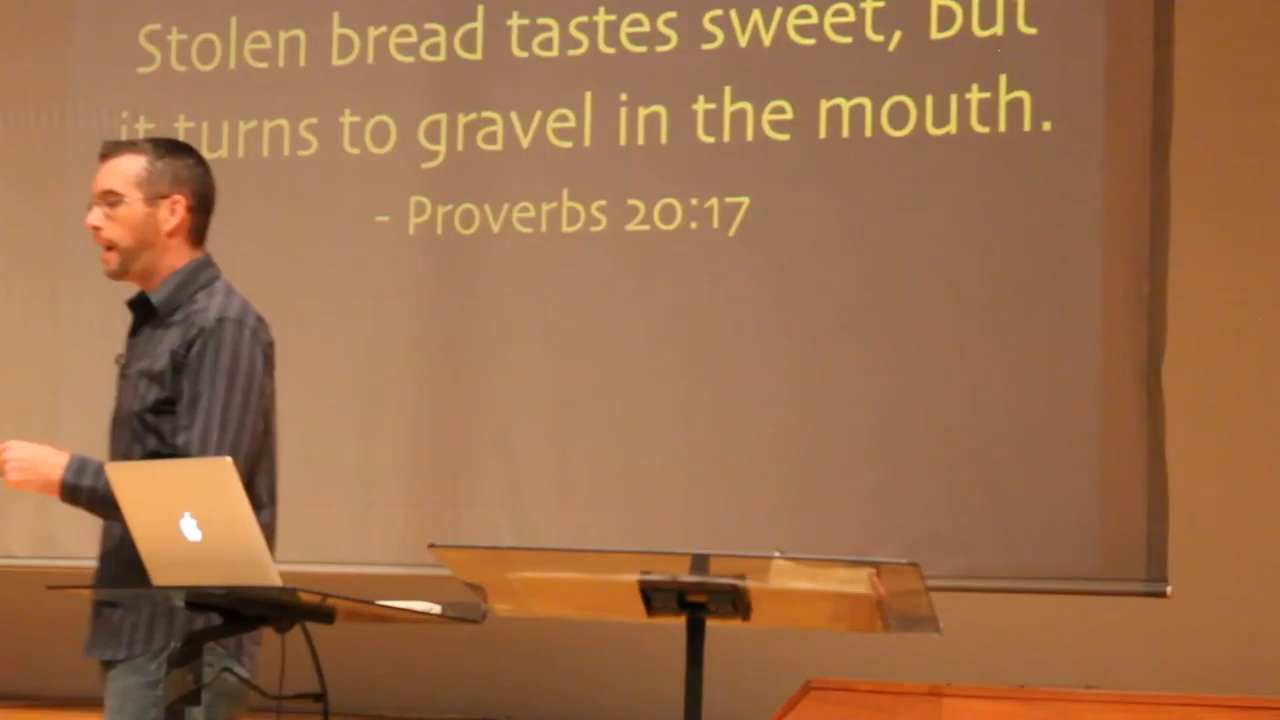 Stolen bread tastes sweet, but
it turns to gravel in the mouth.
- Proverbs 20:17